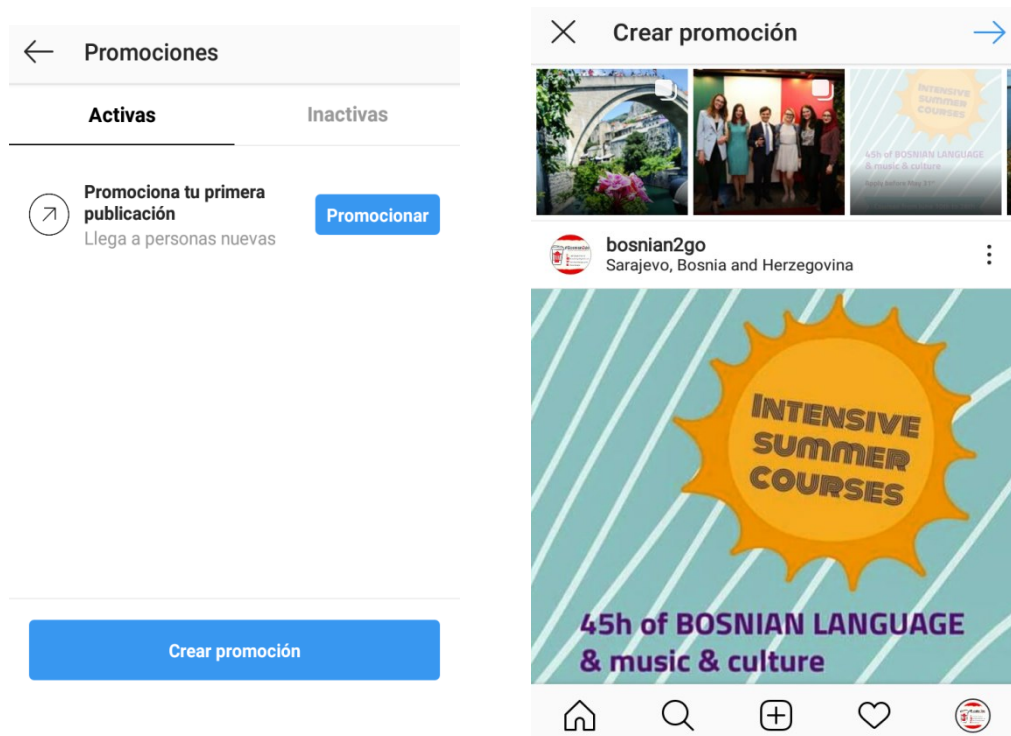 Promociones
Activas
Inactivas
Promociona tu primera
publicación
Llega a personas nuevas
Promocionar
Crear promoción
Crear promoción
INTENSIVE
SUMMER
COURSES
45h of BOSNIAN LANGUAGE
& music & culture
bosnian2go
Sarajevo, Bosnia and Herzegovina
INTENSIVE
SUMMER
COURSES
45h of BOSNIAN LANGUAGE
& music & culture